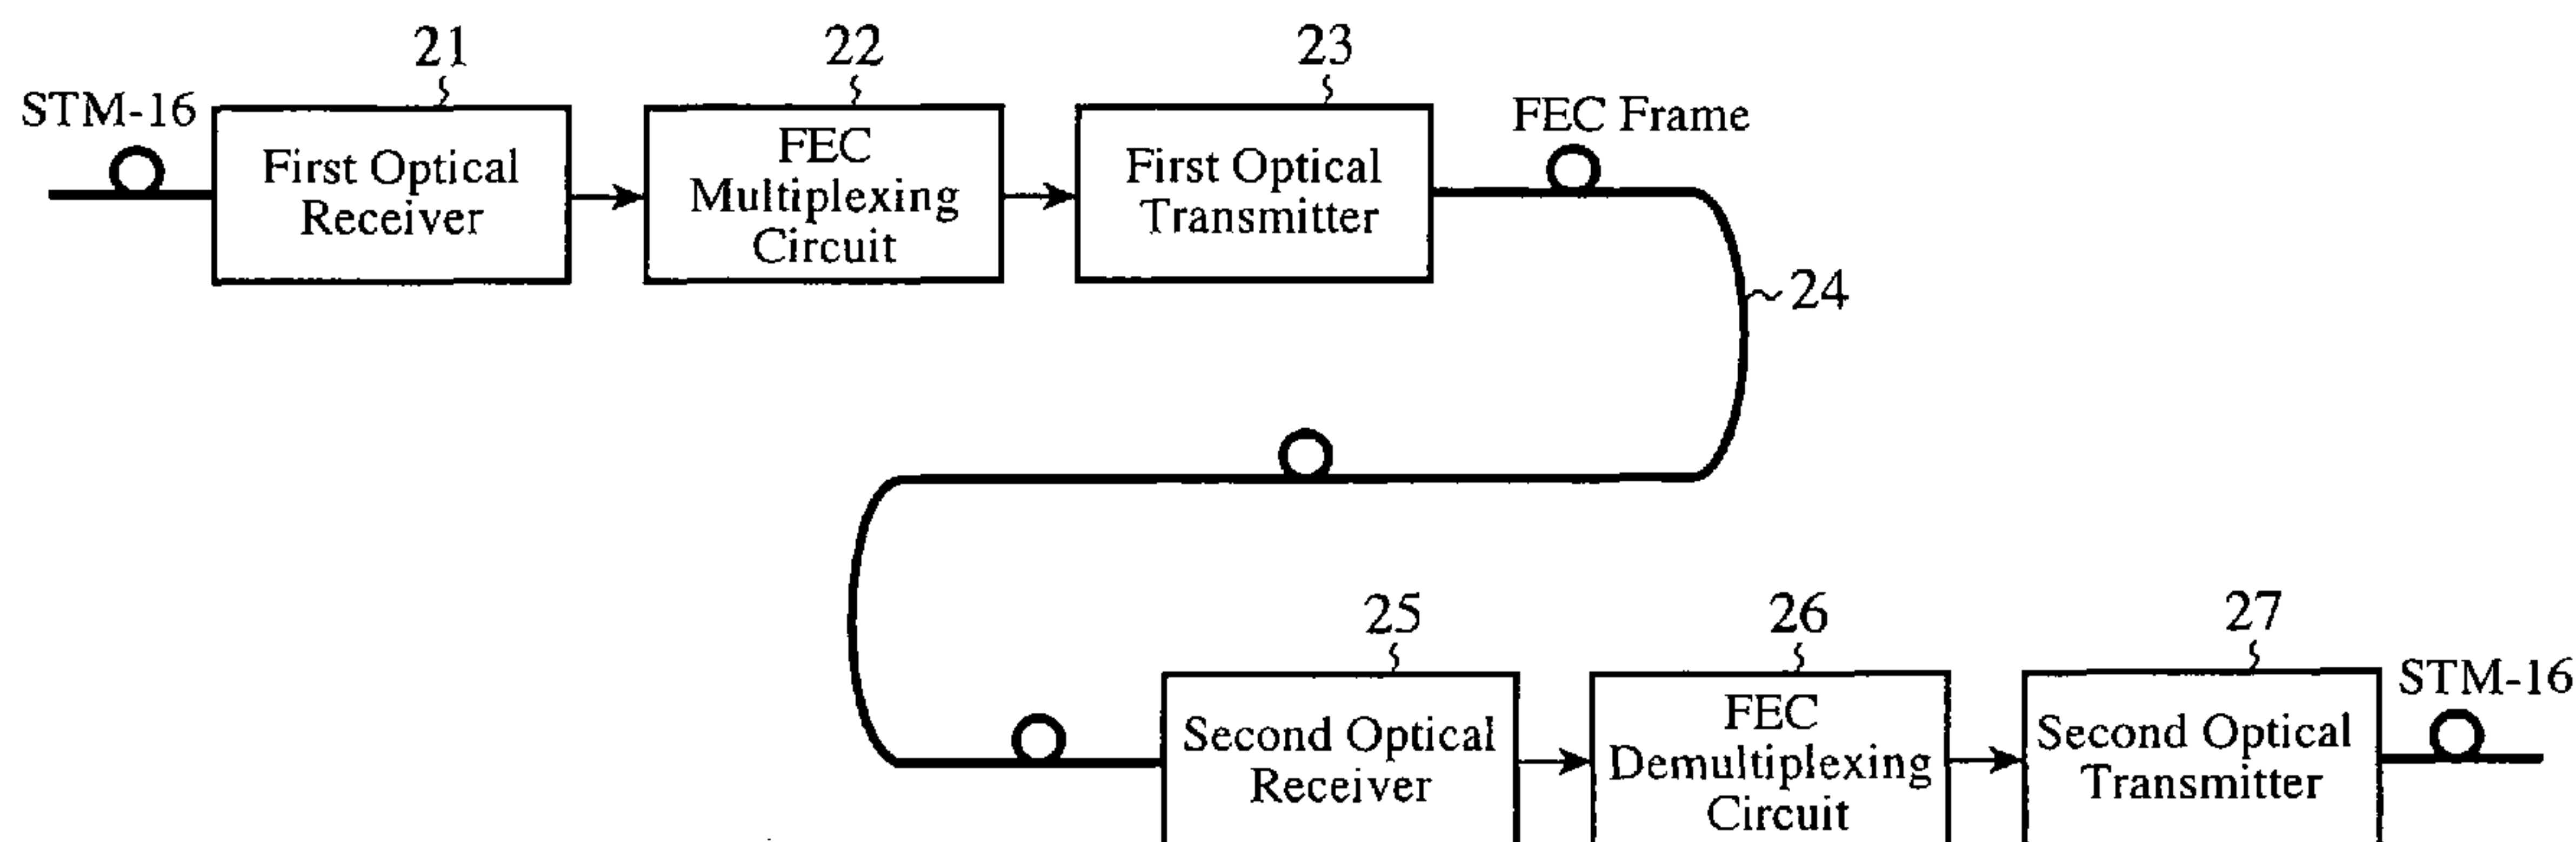 21
22
23
STM-16
First Optical
Receiver
FEC
Multiplexing
Circuit
First Optical
Transmitter
FEC Frame
24
25
26
27
Second Optical
Receiver
FEC
Demultiplexing
Circuit
Second Optical
Transmitter
STM-16